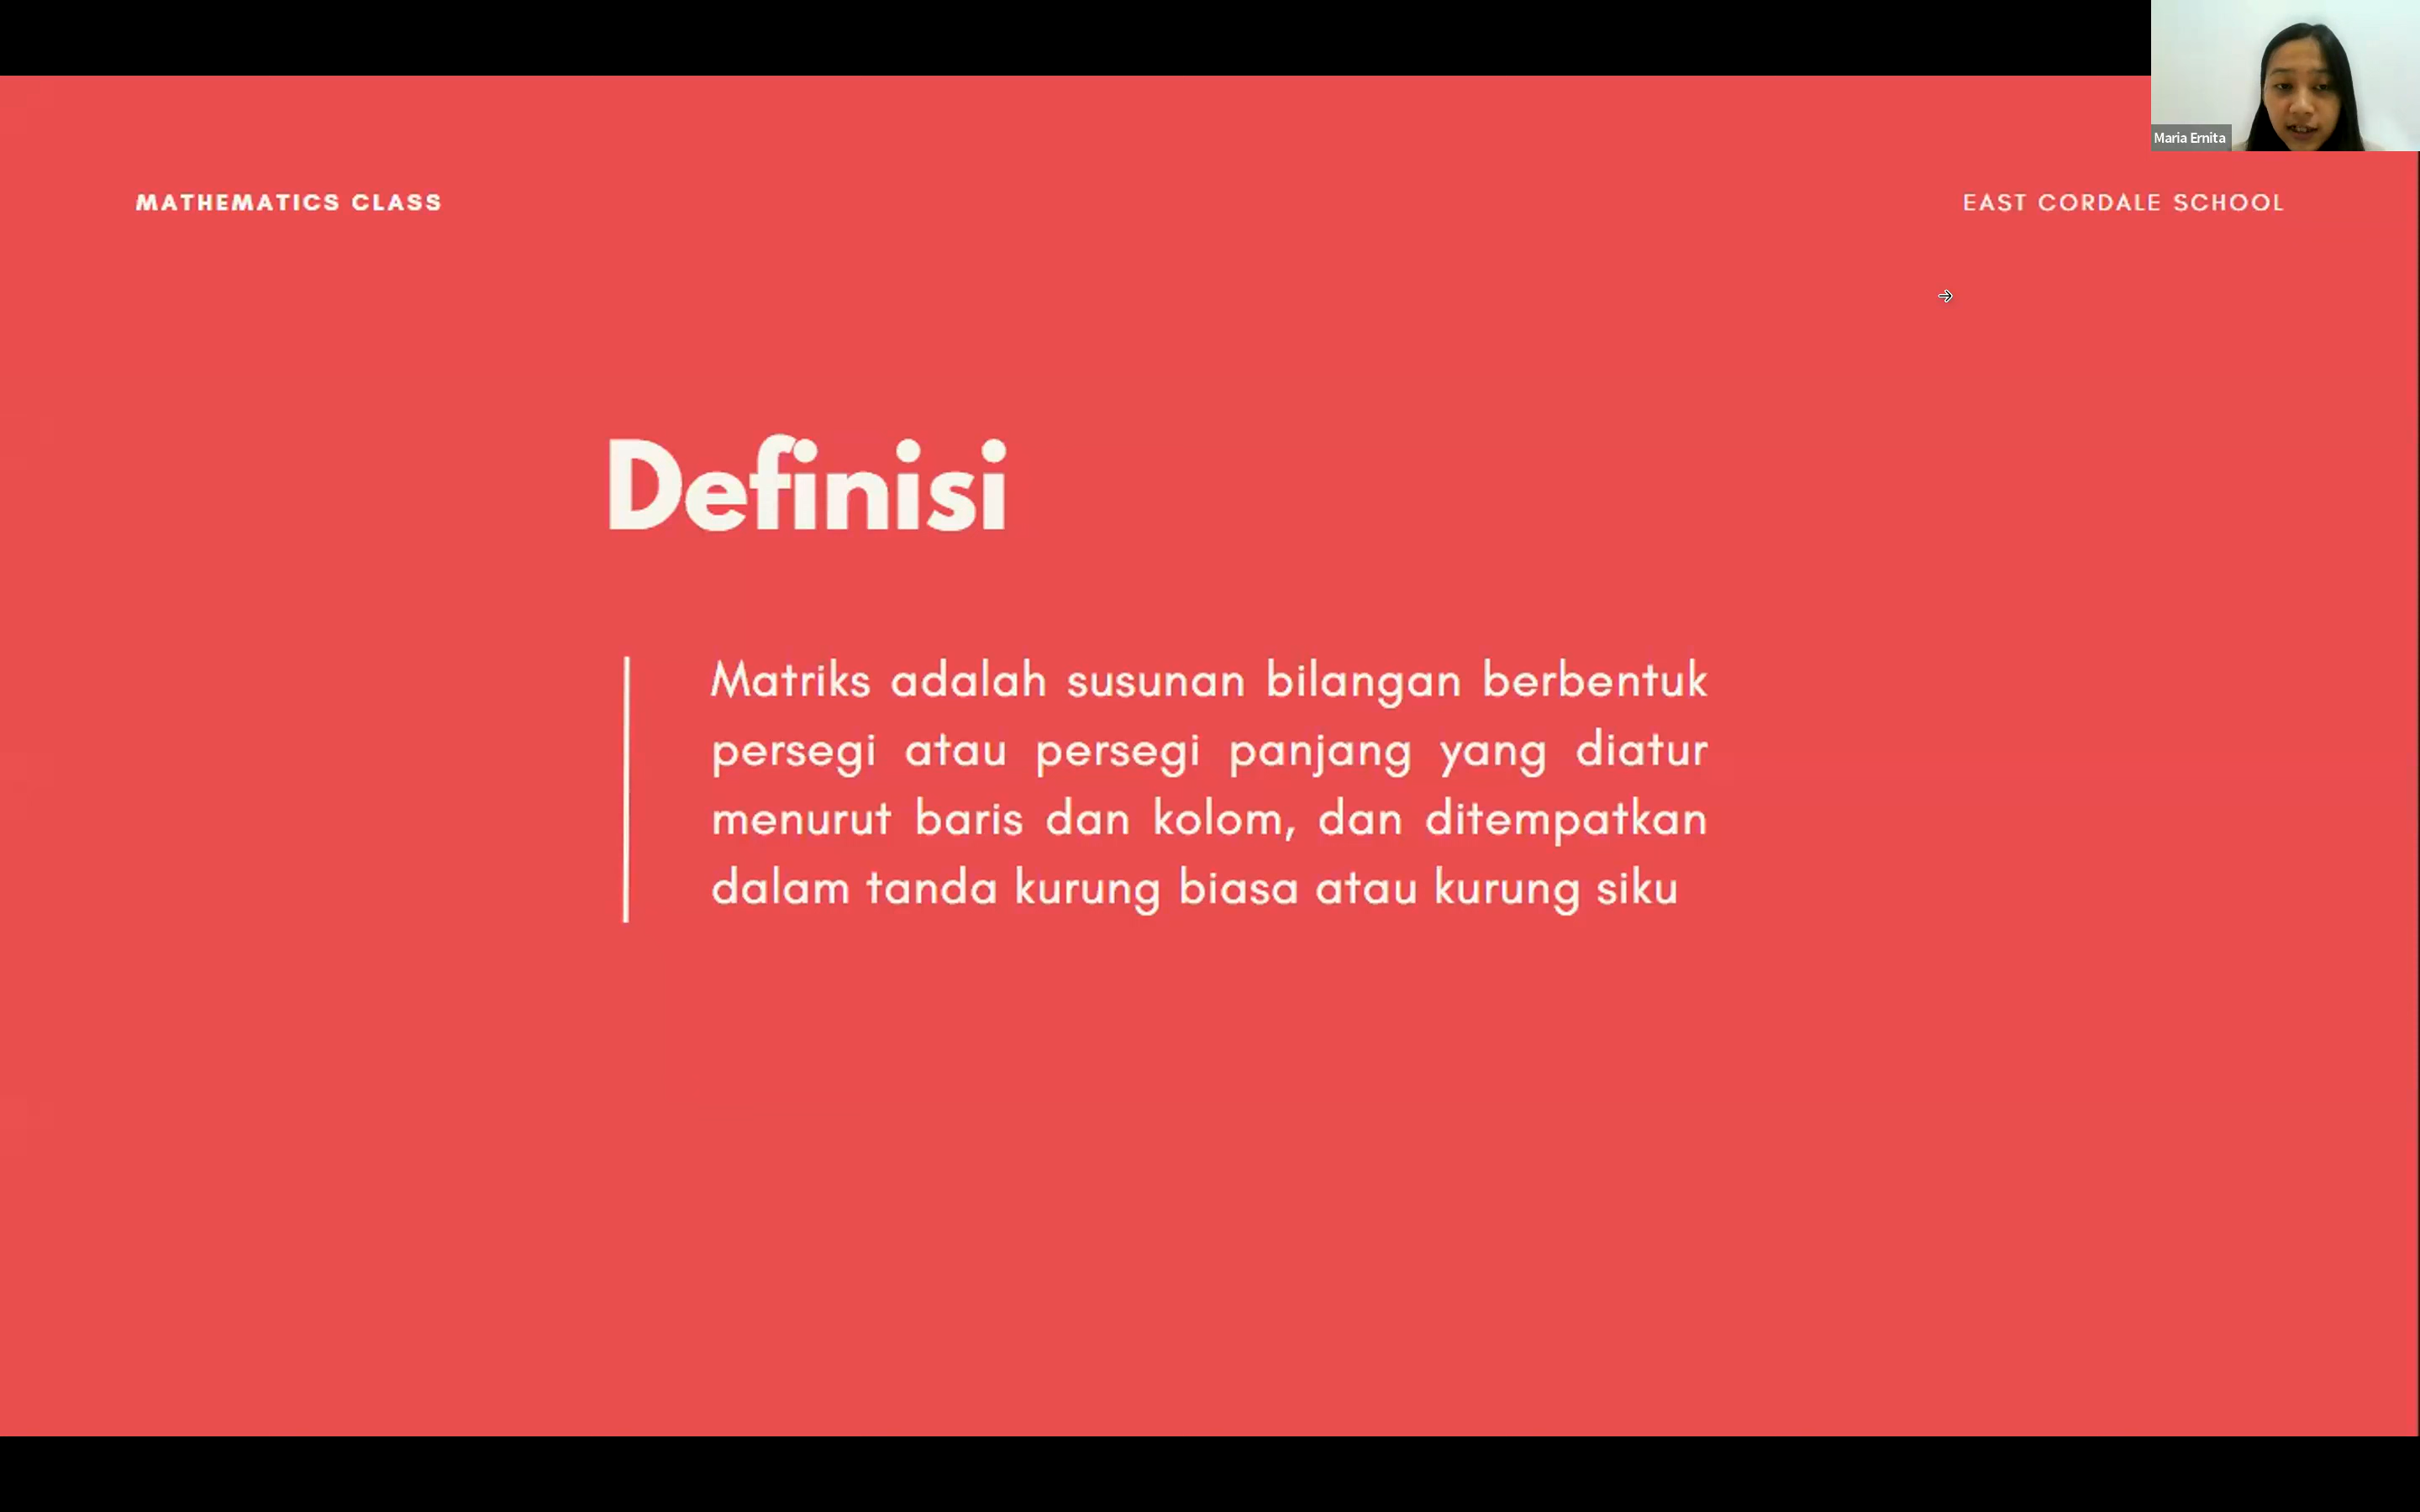 Maria Ernita
MATHEMATICS CLASS
EAST CORDALE SCHOOL
Definisi
Matriks adalah susunan bilangan berbentuk
persegi atau persegi panjang yang diatur
menurut baris dan kolom, dan ditempatkan
dalam tanda kurung biasa atau kurung siku